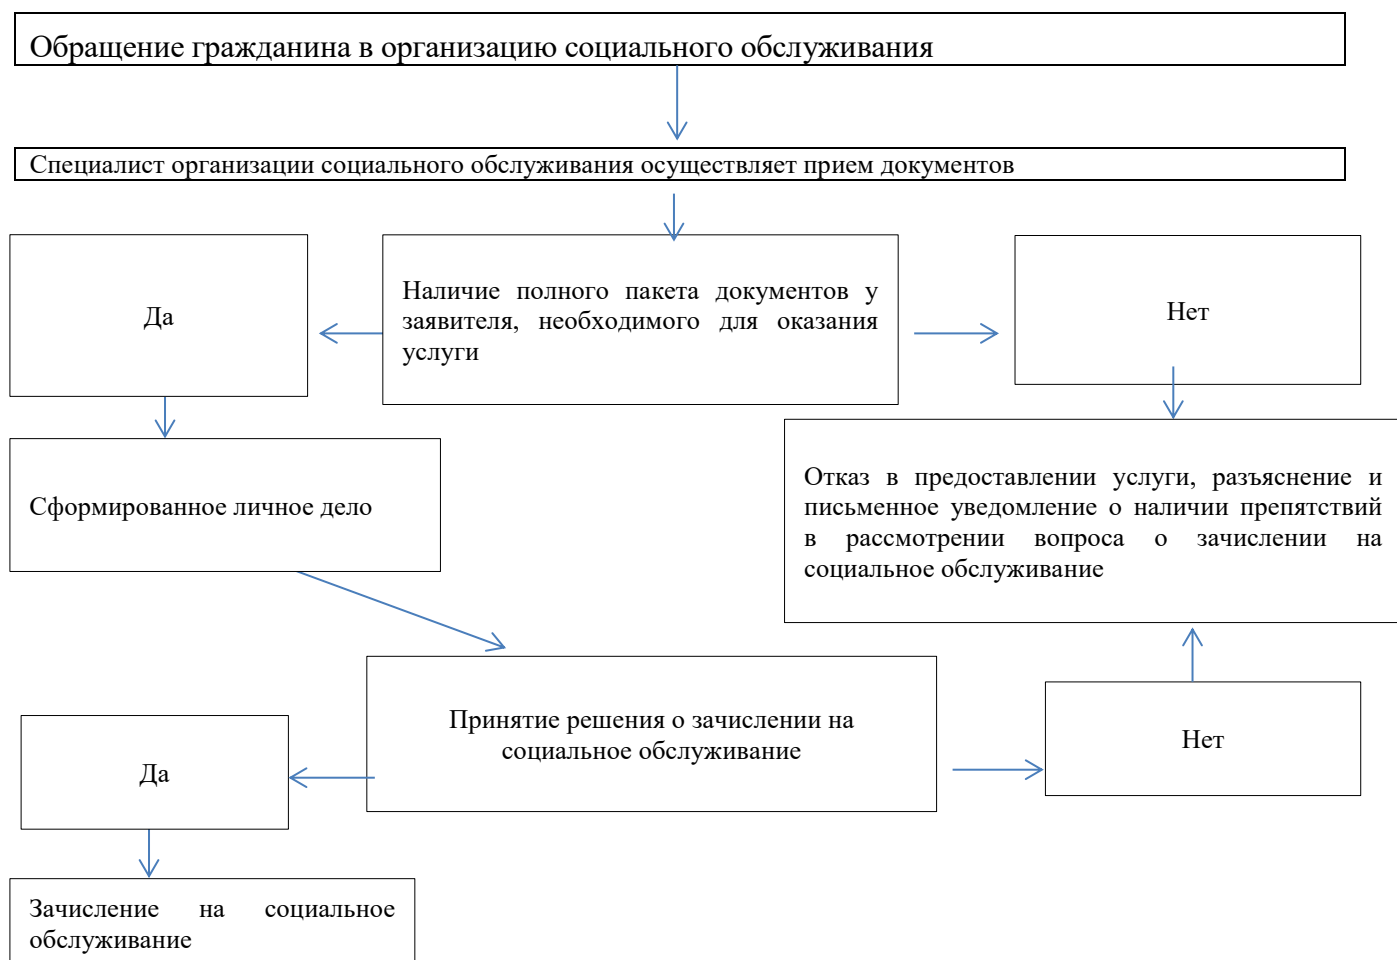 Обращение гражданина в организацию социального обслуживания
Специалист организации социального обслуживания осуществляет прием документов
Да
Наличие полного пакета документов у
заявителя, необходимого для оказания
услуги
Нет
Сформированное личное дело
Отказ в предоставлении услуги, разъяснение и
письменное уведомление о наличии препятствий
в рассмотрении вопроса о зачислении на
социальное обслуживание
Принятие решения о зачислении на
социальное обслуживание
Да
Нет
Зачисление на социальное
обслуживание